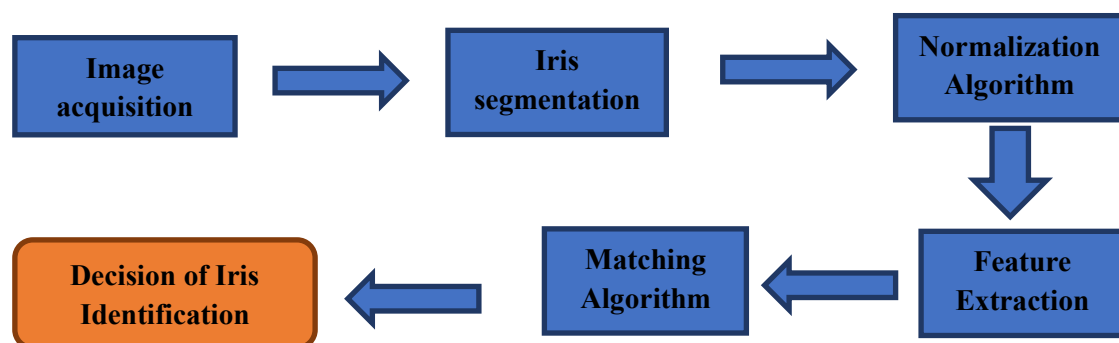 Image
acquisition
Iris
segmentation
Normalization
Algorithm
Feature
Extraction
Matching
Algorithm
Decision of Iris
Identification